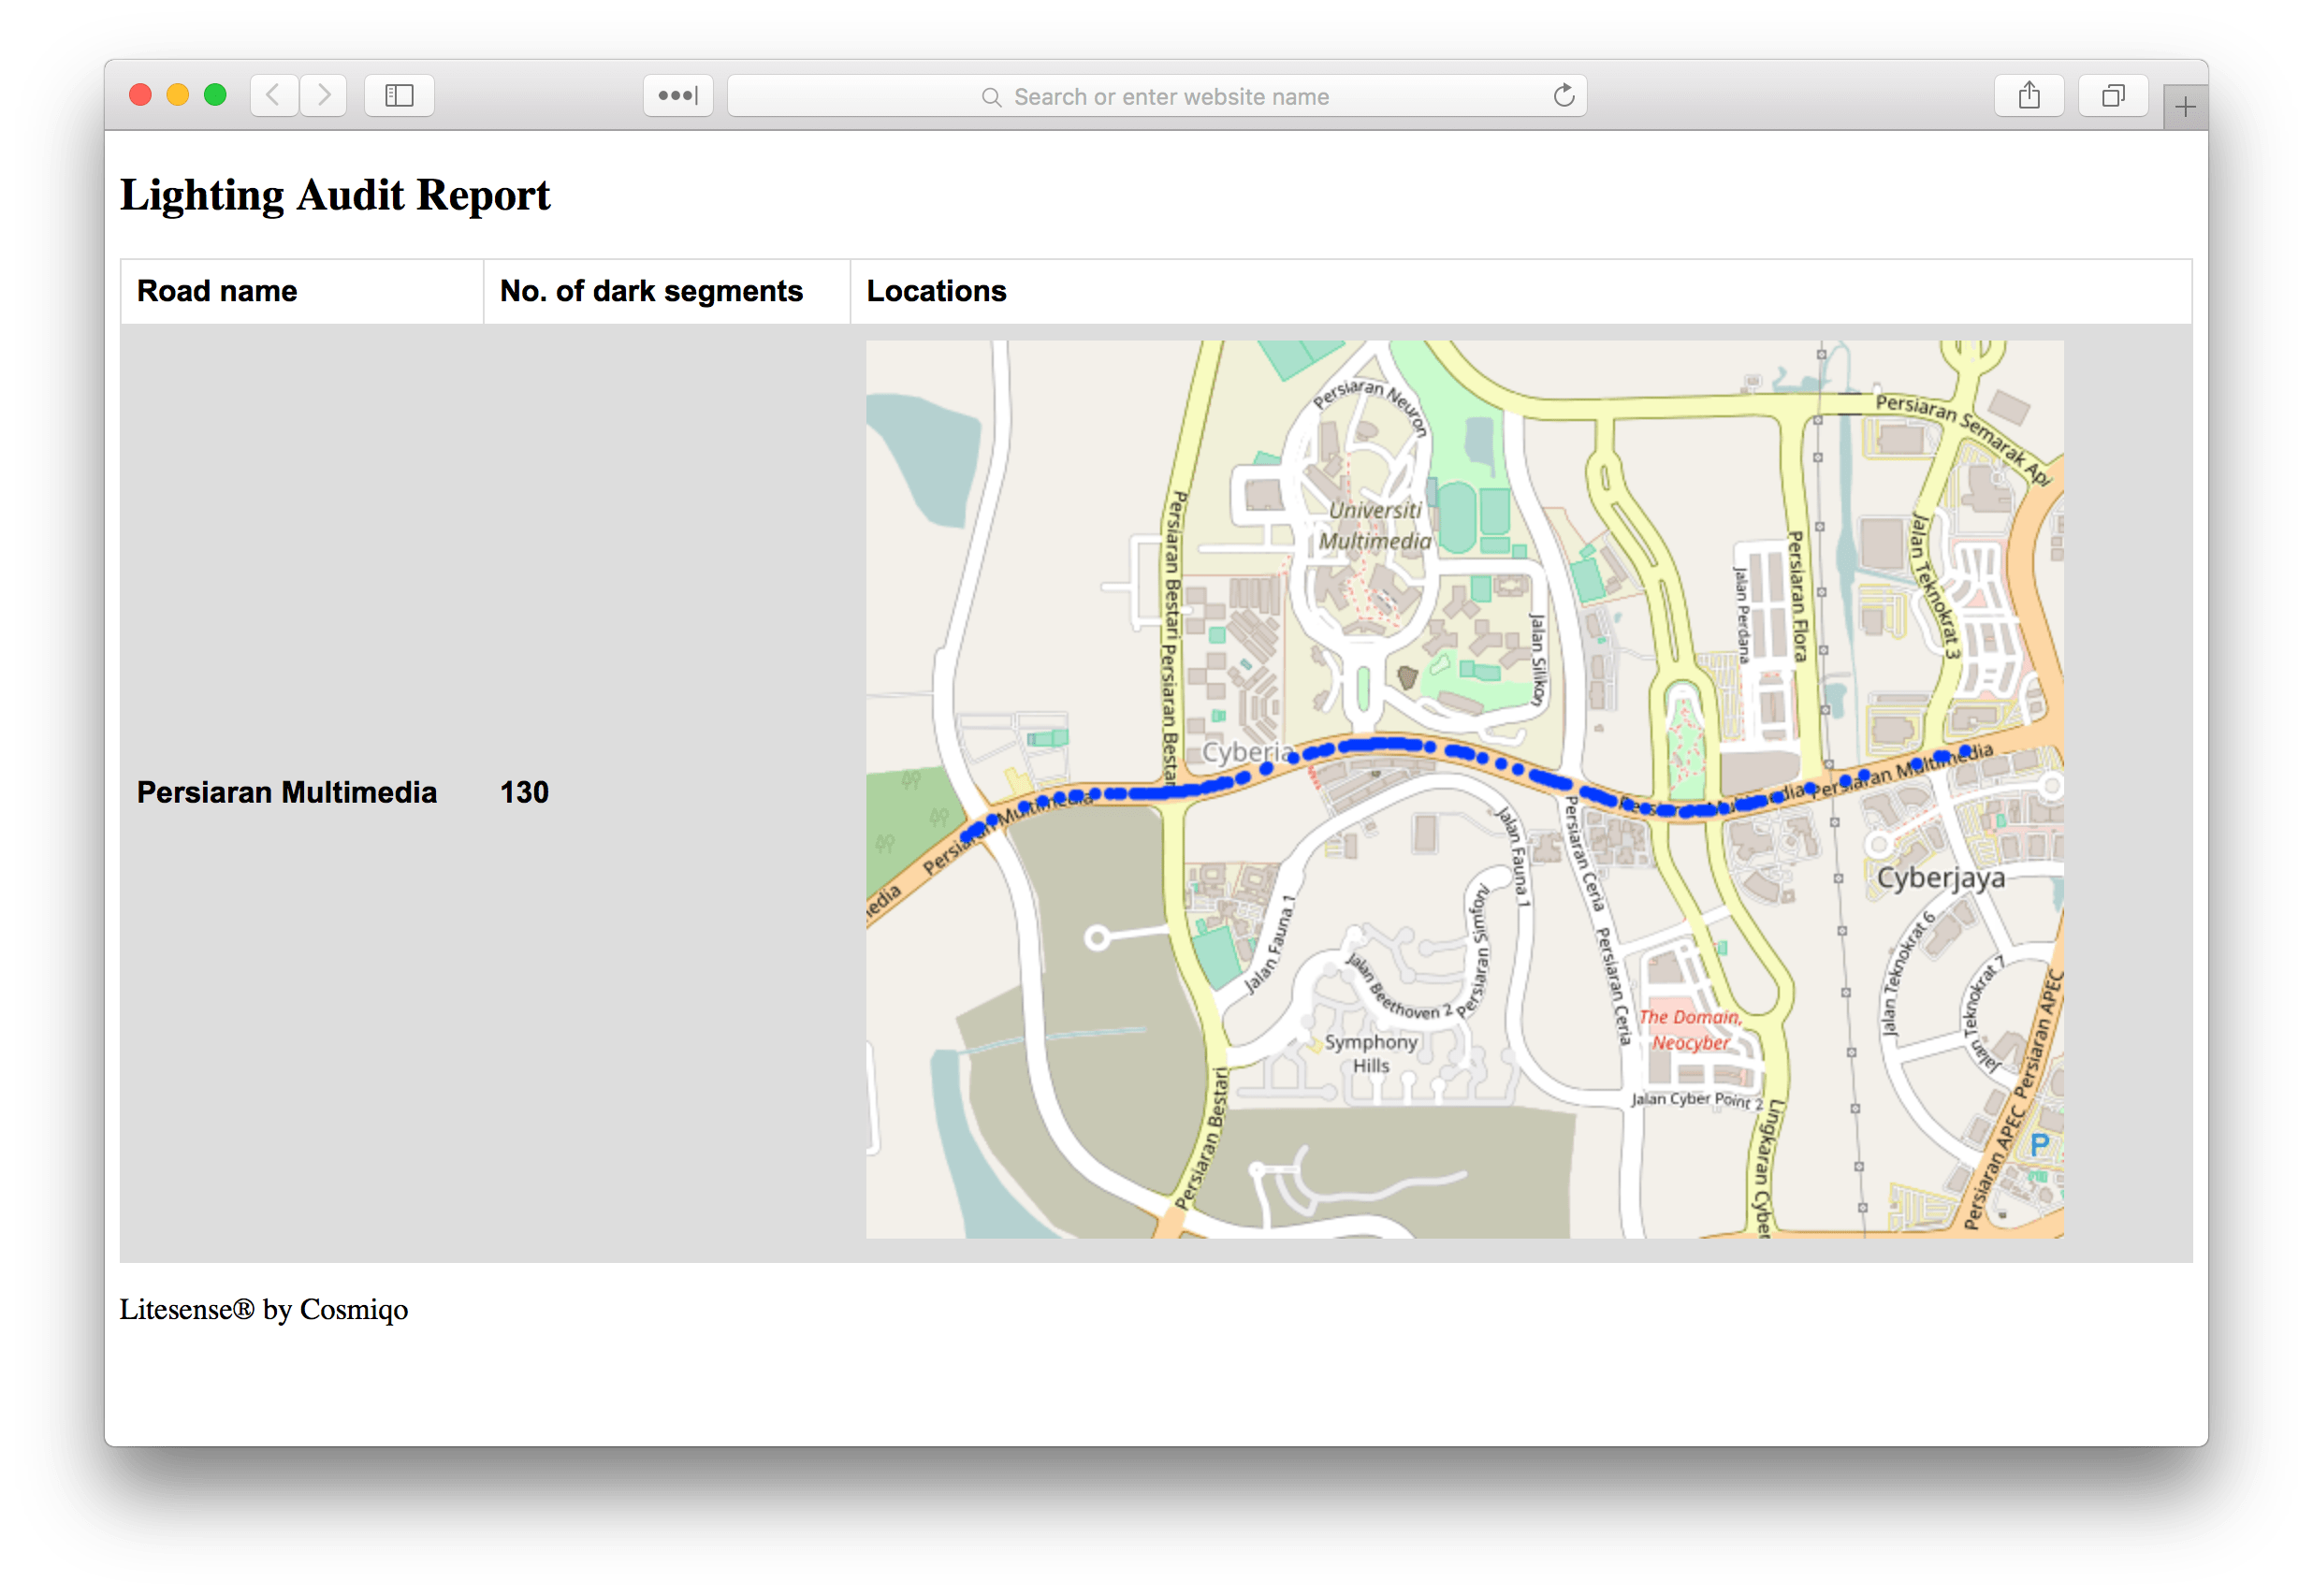 Search or enter website name
Lighting Audit Report
Road name
No. of dark segments
Locations
Persiaran Multimedia
130
Persiaran Neuron
Persiaran Semarak Api
Universiti
Multimedia
Persiaran Bestari Persiaran Bestari
Jalan Silikon
Jalan Perdana
Persiaran Flora
Jalan Teknokrat 3
Cyberia
Persiaran Multimedia
Persiaran Multimedia Persiaran Multimedia
media
Jalan Fauna 1
Jalan Fauna 1
Persiaran Ceria Persiaran Ceria
Cyberjaya
Jalan Teknokrat 6
Jalan Teknokrat 7
Persiaran Simfoni
Jalan Beethoven 2
Symphony
Hills
The Domain,
Neocyber
Jalan Cyber Point 2
Lingkaran Cyber
Persiaran Bestari
Persiaran APEC Persiaran APEC
P
Litesense® by Cosmiqo